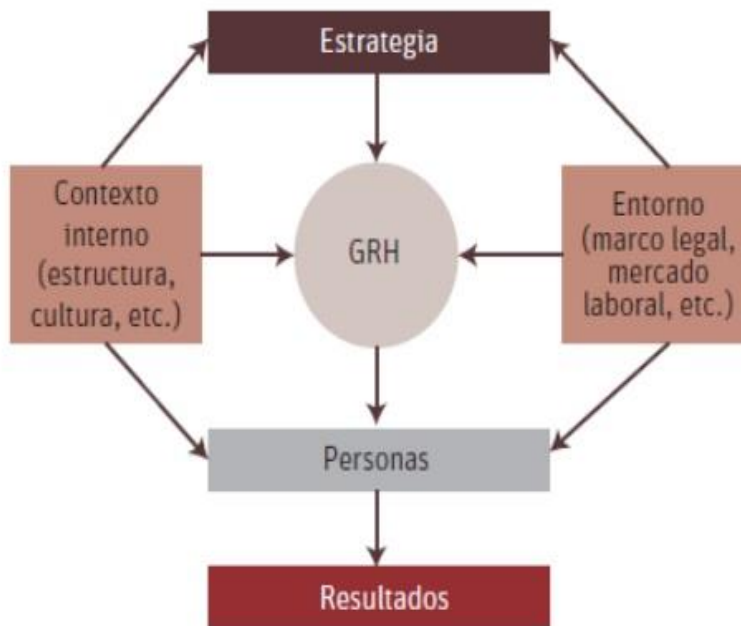 Estrategia
Contexto
interno
(estructura,
cultura, etc.)
GRH
Entorno
(marco legal,
mercado
laboral, etc.)
Personas
Resultados